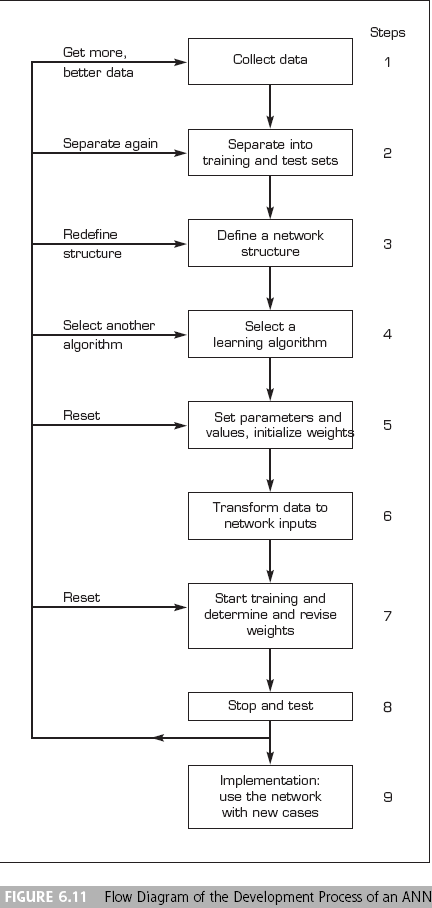 Steps
Get more,
better data
Collect data
1
Separate again
Separate into
training and test sets
2
Redefine
structure
Define a network
structure
3
Select another
algorithm
Select a
learning algorithm
4
Reset
Set parameters and
values, initialize weights
5
Transform data to
network inputs
6
Reset
Start training and
determine and revise
weights
7
Stop and test
8
Implementation:
use the network
with new cases
9
FIGURE 6.11 Flow Diagram of the Development Process of an ANN